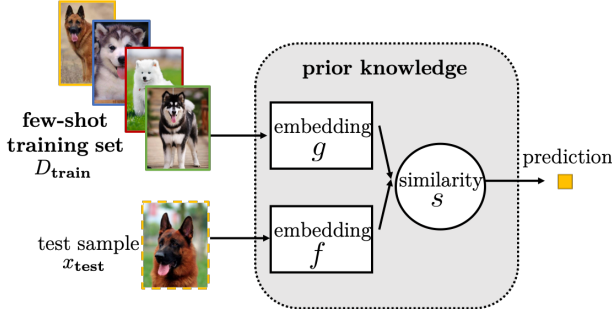 prior knowledge
few-shot
training set
D_train
embedding
g
similarity
s
prediction
test sample
x_test
embedding
f